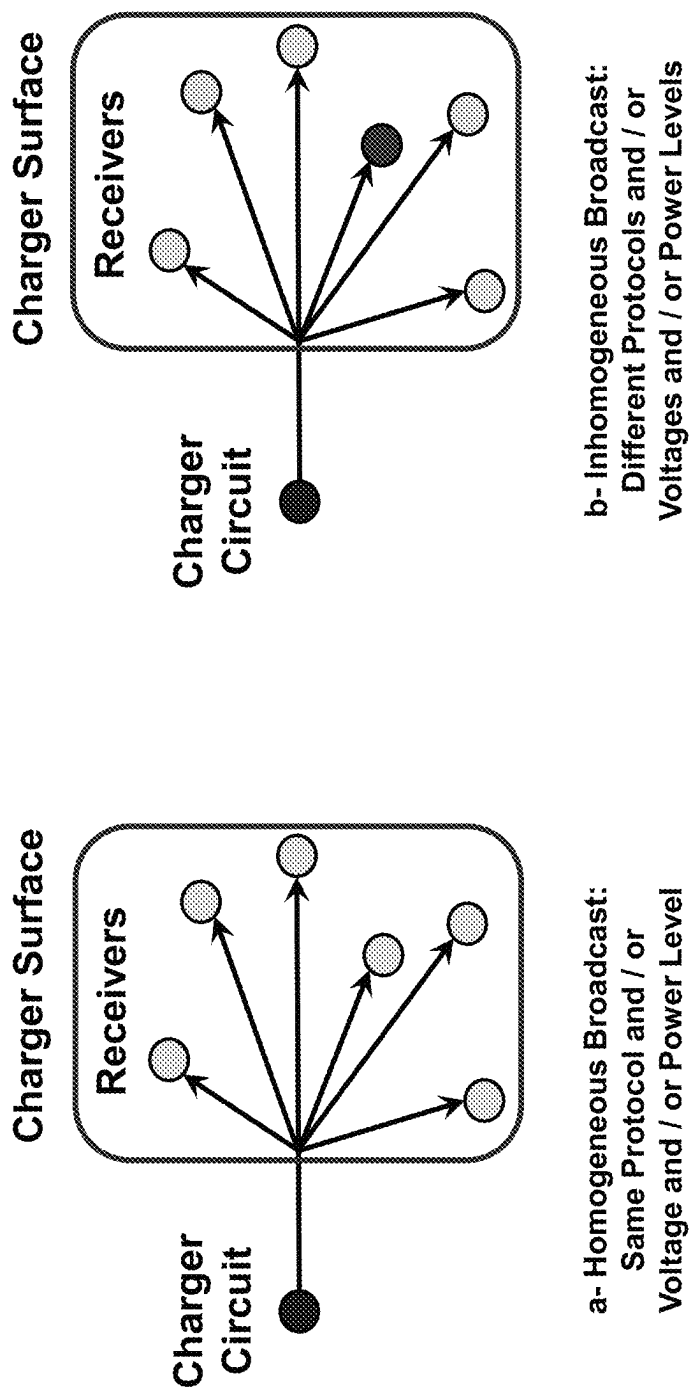 Charger Surface
Receivers
Charger
Circuit
a- Homogeneous Broadcast:
Same Protocol and / or
Voltage and / or Power Level
Charger Surface
Receivers
Charger
Circuit
b- Inhomogeneous Broadcast:
Different Protocols and / or
Voltages and / or Power Levels